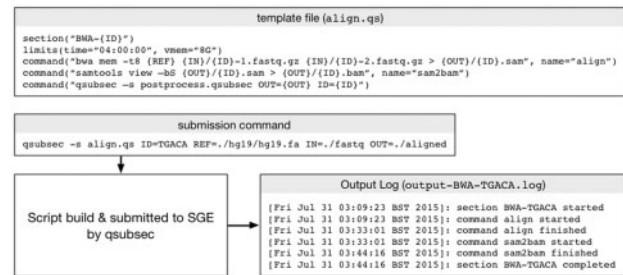 template file (align.qs)
section("BWA-{ID}")
limits(time="04:00:00", vmem="8G")
command("bwa mem -t8 {REF} {IN}/{ID}-1.fastq.gz {IN}/{ID}-2.fastq.gz > {OUT}/{ID}.sam", name="align")
command("samtools view -bS {OUT}/{ID}.sam > {OUT}/{ID}.bam", name="sam2bam")
command("qsubsec -s postprocess.qsubsec OUT={OUT} ID={ID}")
submission command
qsubsec -s align.qs ID=TGACA REF=./hg19/hg19.fa IN=./fastq OUT=./aligned
Script build & submitted to SGE
by qsubsec
Output Log (output-BWA-TGACA.log)
[Fri Jul 31 03:09:23 BST 2015]: section BWA-TGACA started
[Fri Jul 31 03:09:23 BST 2015]: command align started
[Fri Jul 31 03:33:01 BST 2015]: command align finished
[Fri Jul 31 03:33:01 BST 2015]: command sam2bam started
[Fri Jul 31 03:44:16 BST 2015]: command sam2bam finished
[Fri Jul 31 03:44:16 BST 2015]: section BWA-TGACA completed